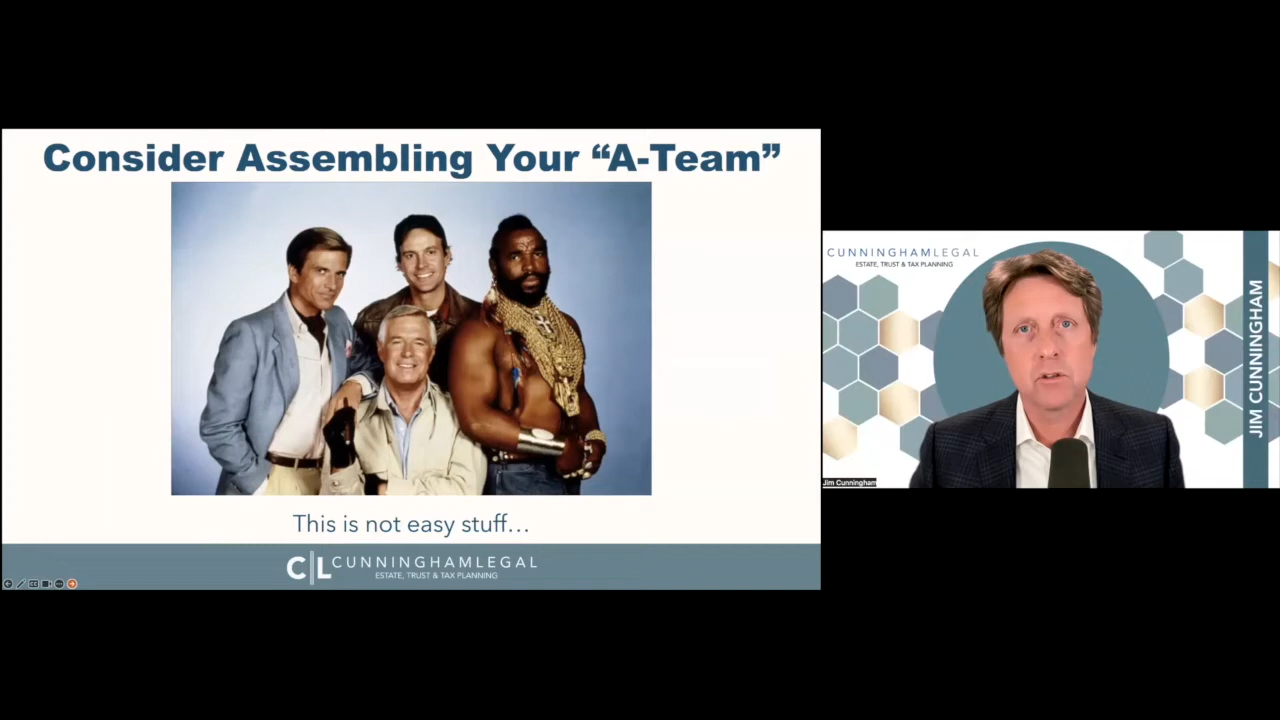 Consider Assembling Your “A-Team”
This is not easy stuff…
CL CUNNINGHAMLEGAL
ESTATE, TRUST & TAX PLANNING
CUNNINGHAMLEGAL
ESTATE, TRUST & TAX PLANNING
JIM CUNNINGHAM
Jim Cunningham